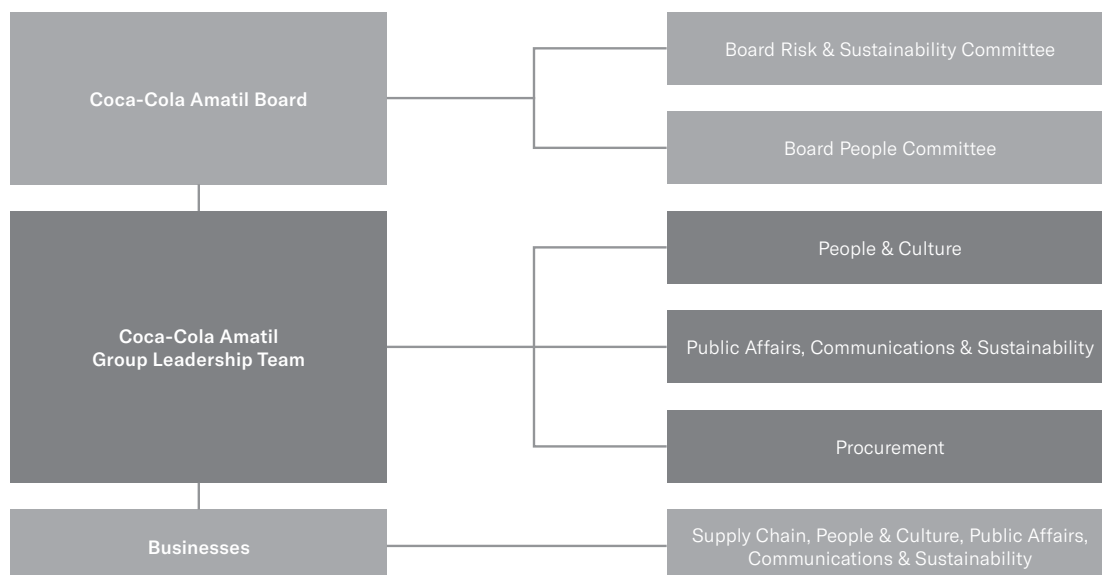 Coca-Cola Amatil Board
Board Risk & Sustainability Committee
Board People Committee
Coca-Cola Amatil
Group Leadership Team
People & Culture
Public Affairs, Communications & Sustainability
Procurement
Businesses
Supply Chain, People & Culture, Public Affairs,
Communications & Sustainability